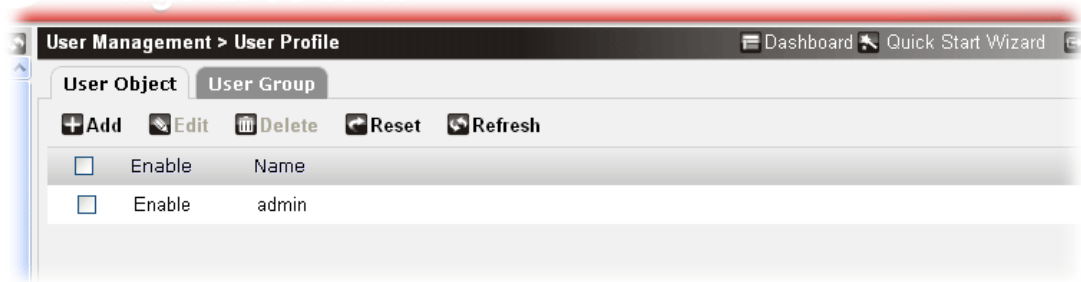 User Management > User Profile Dashboard Quick Start Wizard
User Object User Group
Add Edit Delete Reset Refresh
Enable Name
Enable admin